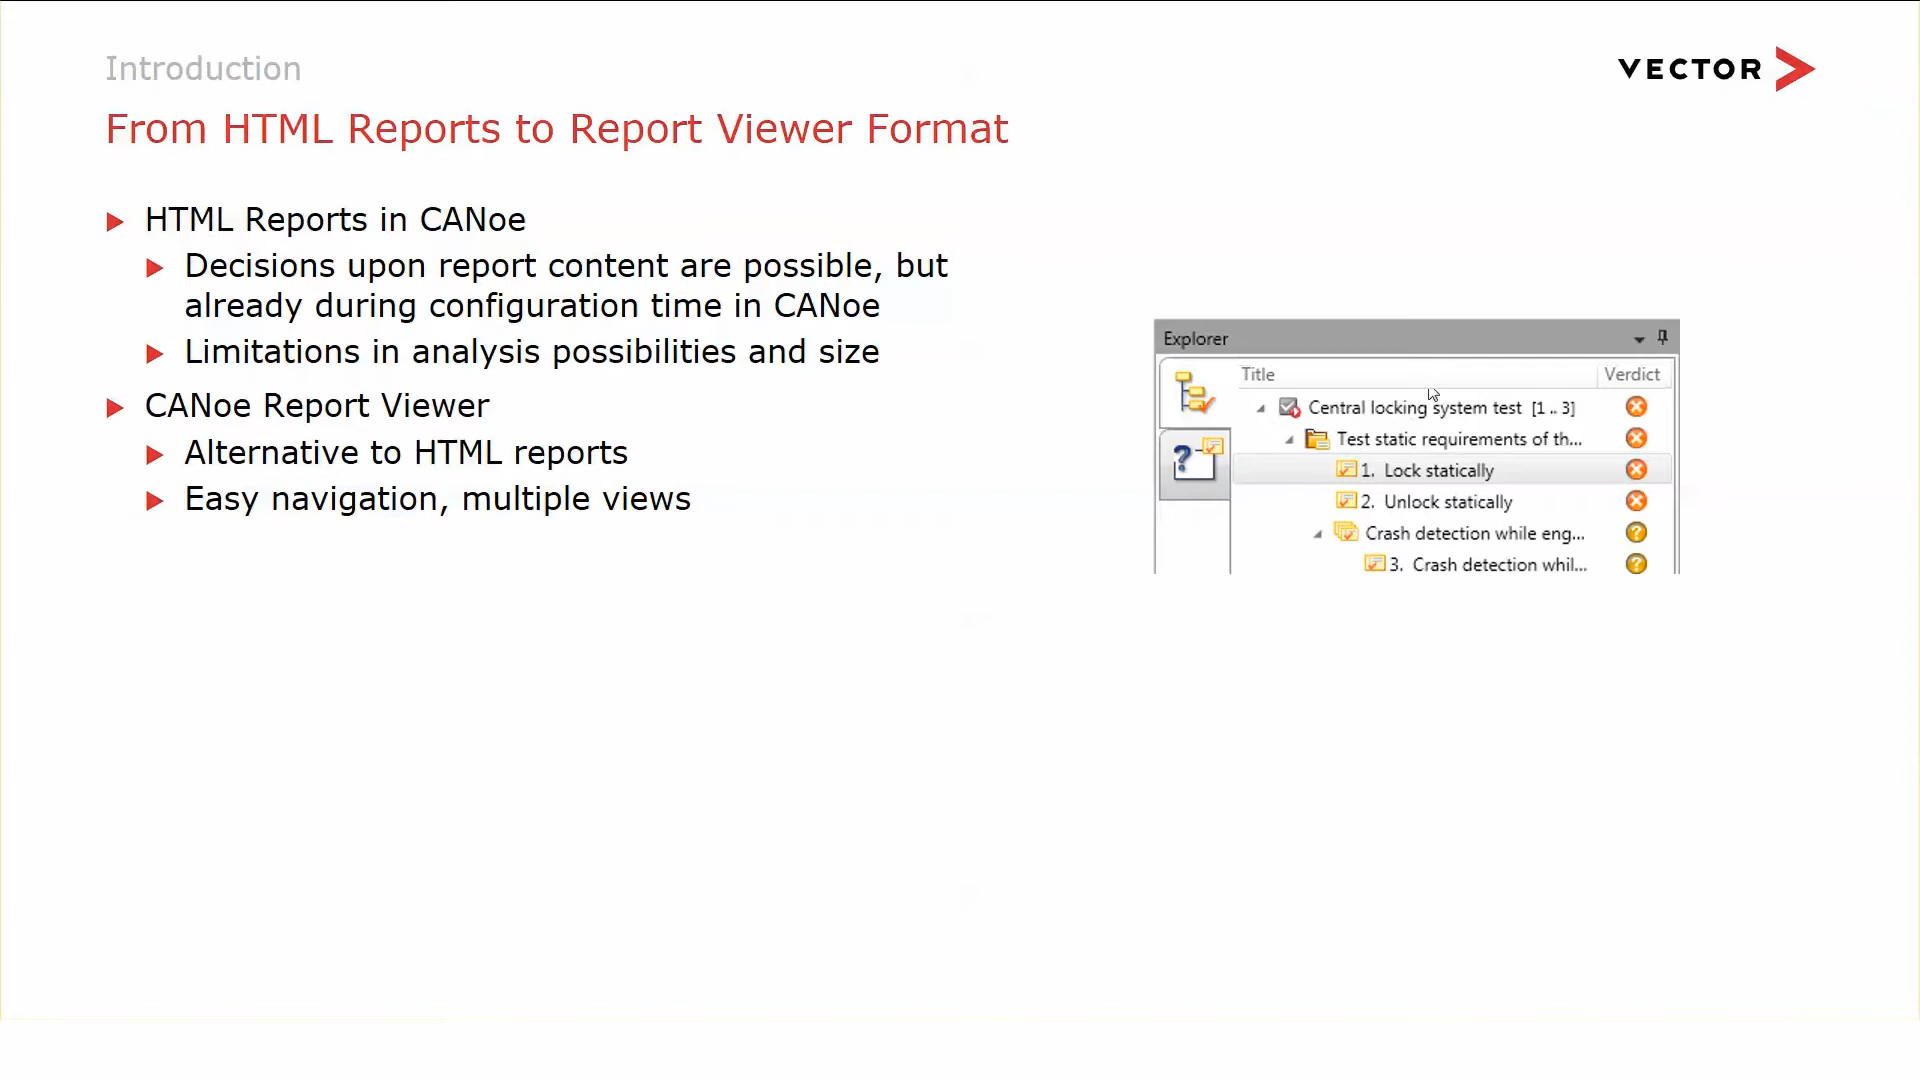 Introduction
VECTOR
From HTML Reports to Report Viewer Format
HTML Reports in CANoe
Decisions upon report content are possible, but
already during configuration time in CANoe
Limitations in analysis possibilities and size
CANoe Report Viewer
Alternative to HTML reports
Easy navigation, multiple views
Explorer
Title Verdict
Central locking system test [1 .. 3]
Test static requirements of th...
1. Lock statically
2. Unlock statically
Crash detection while eng...
3. Crash detection whil...